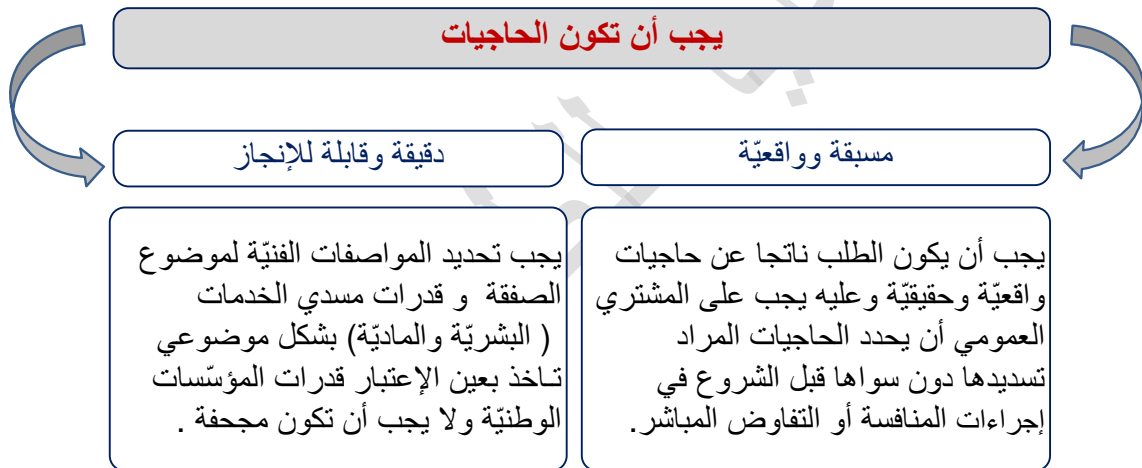 يجب أن تكون الحاجيات
مسبقة وواقعيّة
يجب أن يكون الطلب ناتجا عن حاجيات
واقعيّة وحقيقيّة وعليه يجب على المشتري
العمومي أن يحدد الحاجيات المراد
تسديدها دون سواها قبل الشروع في
إجراءات المنافسة أو التفاوض المباشر.
دقيقة وقابلة للإنجاز
يجب تحديد المواصفات الفنيّة لموضوع
الصفقة و قدرات مسدي الخدمات
( البشريّة والماديّة) بشكل موضوعي
تـاخذ بعين الإعتبار قدرات المؤسّسات
الوطنيّة ولا يجب أن تكون مجحفة .